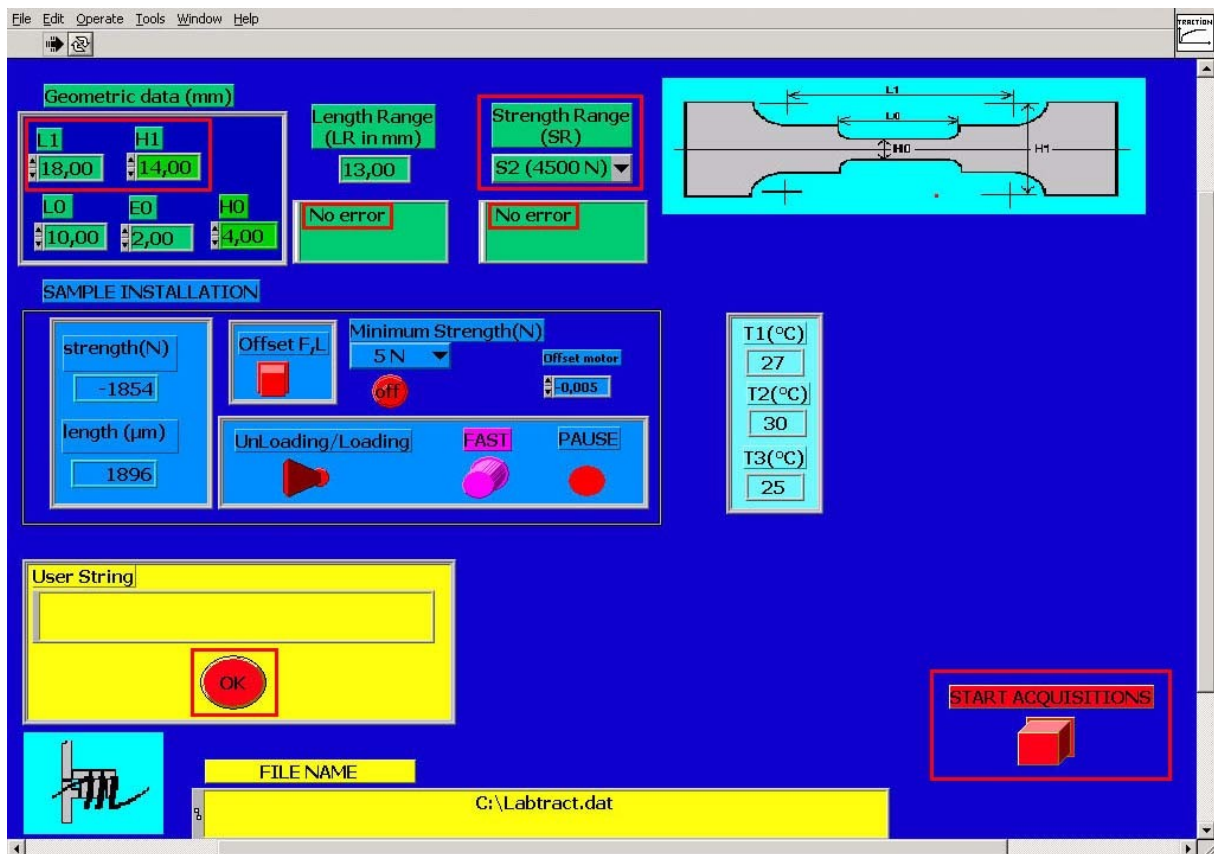 File Edit Operate Tools Window Help
TRACTION
Geometric data (mm)
L1 H1
18,00 14,00
L0 E0 H0
10,00 2,00 4,00
Length Range
(LR in mm)
13,00
Strength Range
(SR)
S2 (4500 N)
No error
No error
L1
L0
H0
H1
SAMPLE INSTALLATION
strength(N)
-1854
length (µm)
1896
Offset F,L
Minimum Strength(N)
5 N
off
Offset motor
-0,005
UnLoading/Loading FAST PAUSE
T1(°C)
27
T2(°C)
30
T3(°C)
25
User String
OK
START ACQUISITIONS
FILE NAME
C:\Labtract.dat